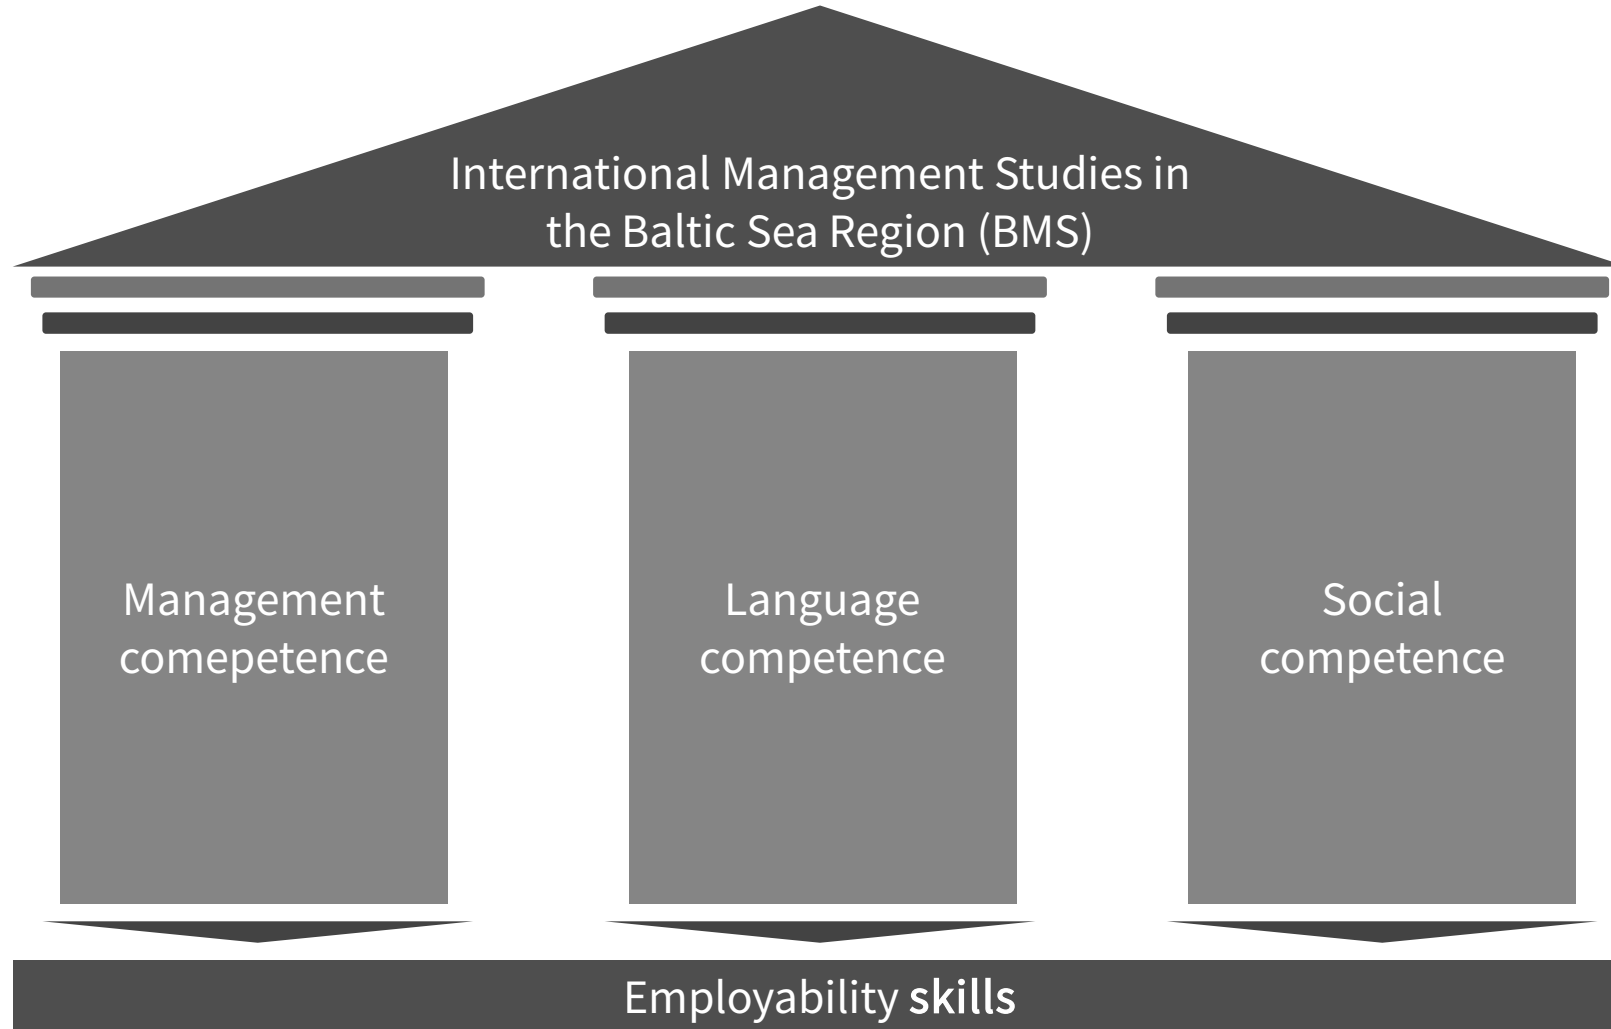 International Management Studies in
the Baltic Sea Region (BMS)
Management
comepetence
Language
competence
Social
competence
Employability skills